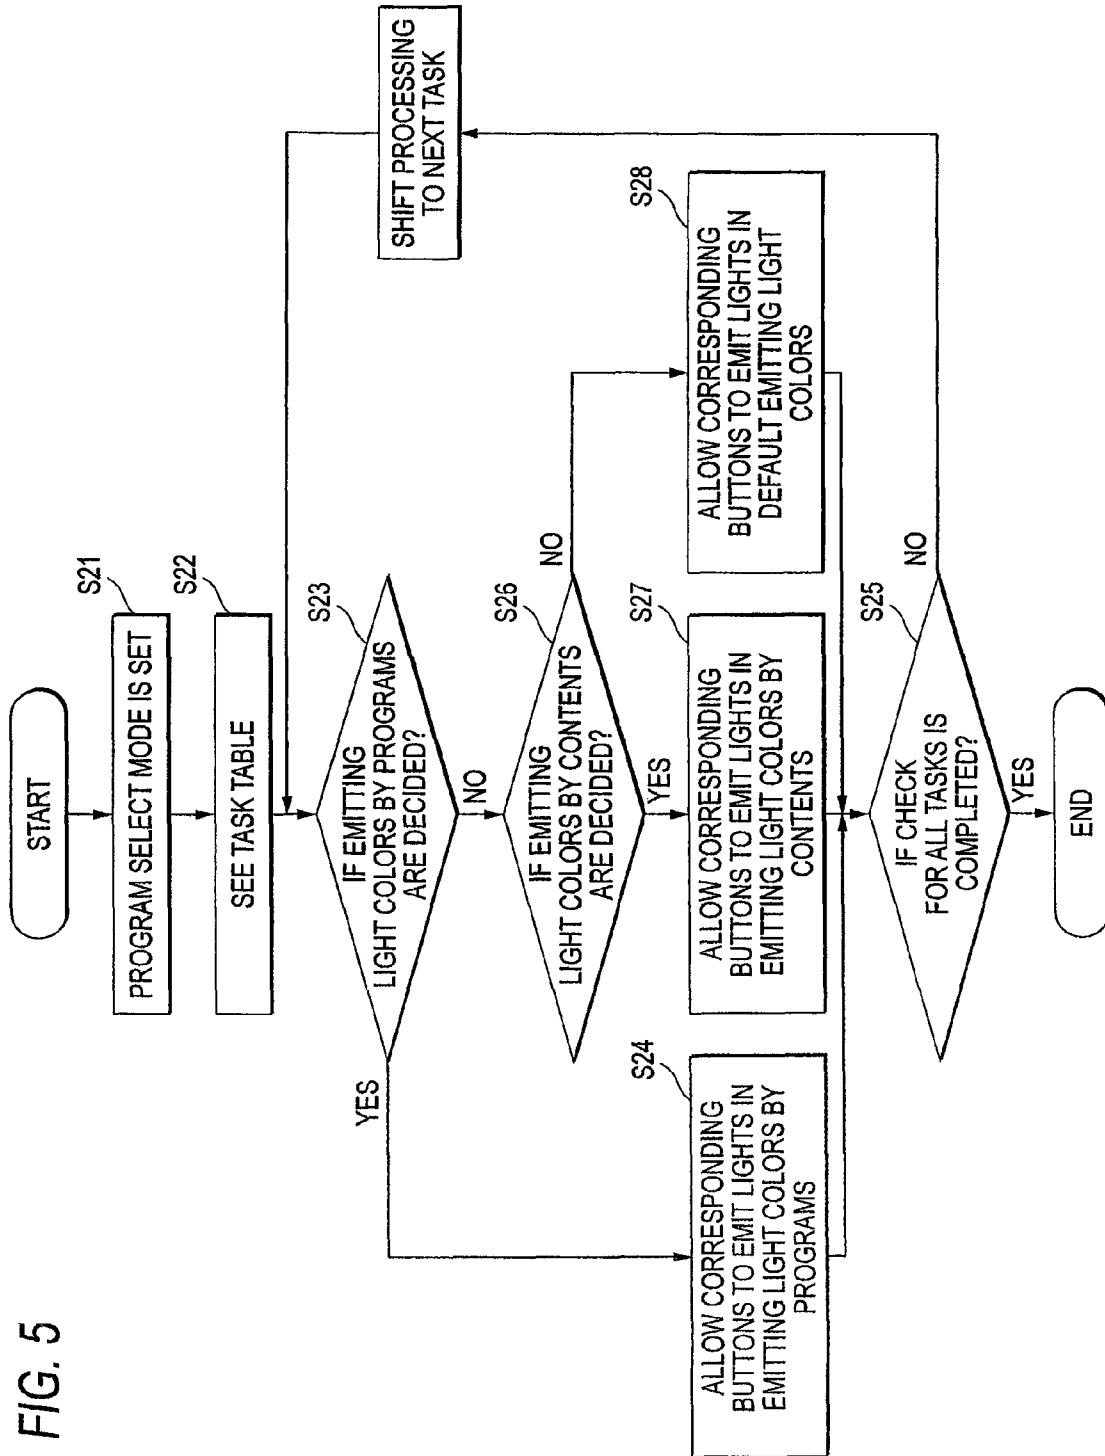 FIG. 5
START
S21
PROGRAM SELECT MODE IS SET
S22
SEE TASK TABLE
SHIFT PROCESSING
TO NEXT TASK
S23
IF EMITTING
LIGHT COLORS BY PROGRAMS
ARE DECIDED?
YES
NO
S26
IF EMITTING
LIGHT COLORS BY CONTENTS
ARE DECIDED?
NO
YES
S24
ALLOW CORRESPONDING
BUTTONS TO EMIT LIGHTS IN
EMITTING LIGHT COLORS BY
PROGRAMS
S27
ALLOW CORRESPONDING
BUTTONS TO EMIT LIGHTS IN
EMITTING LIGHT COLORS BY
CONTENTS
S28
ALLOW CORRESPONDING
BUTTONS TO EMIT LIGHTS IN
DEFAULT EMITTING LIGHT
COLORS
S25
IF CHECK
FOR ALL TASKS IS
COMPLETED?
NO
YES
END